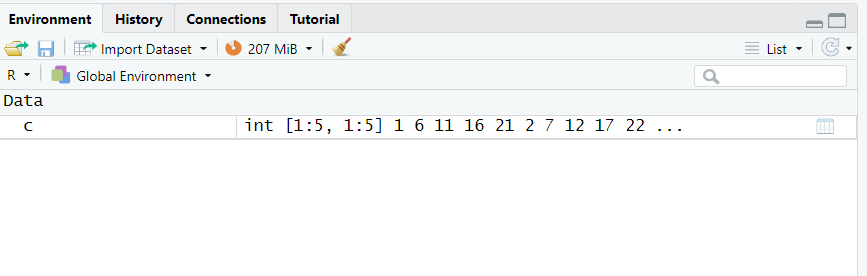 Environment History Connections Tutorial
Import Dataset 207 MiB List
R Global Environment
Data
c int [1:5, 1:5] 1 6 11 16 21 2 7 12 17 22 ...